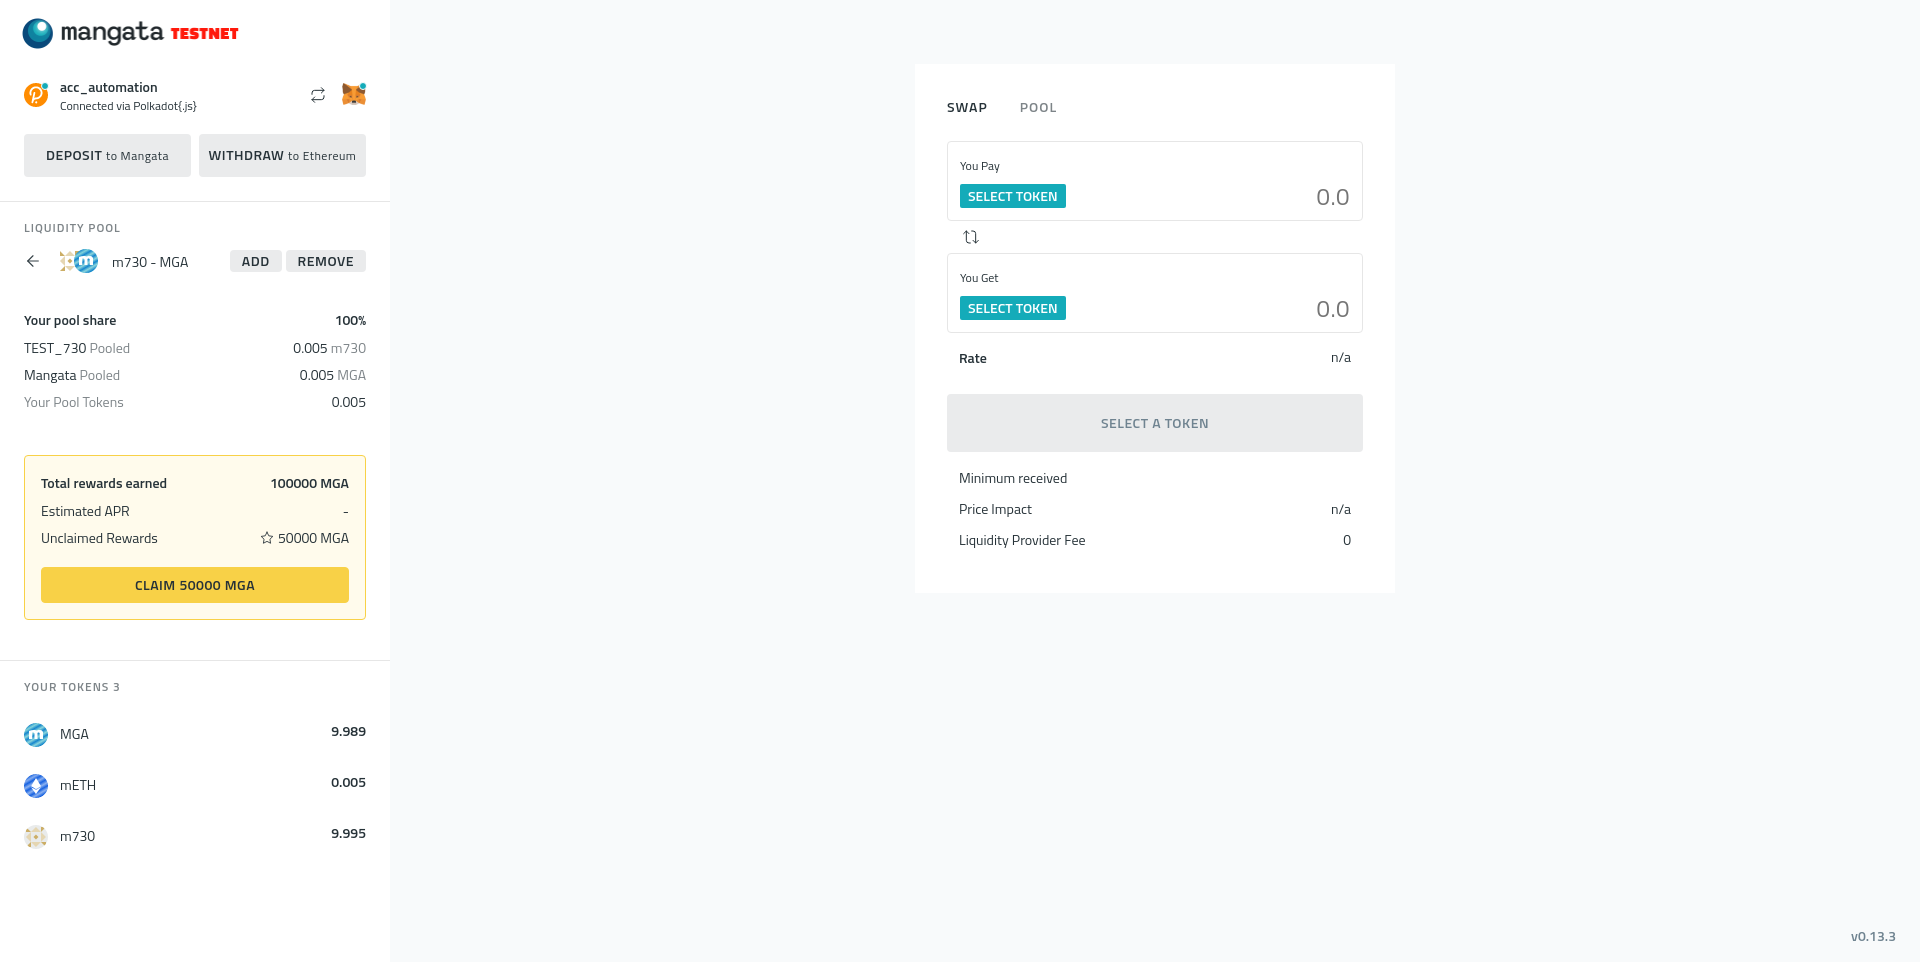 mangata TESTNET
acc_automation
Connected via Polkadot{.js}
DEPOSIT to Mangata
WITHDRAW to Ethereum
LIQUIDITY POOL
m730 - MGA
ADD
REMOVE
Your pool share 100%
TEST_730 Pooled 0.005 m730
Mangata Pooled 0.005 MGA
Your Pool Tokens 0.005
Total rewards earned 100000 MGA
Estimated APR -
Unclaimed Rewards 50000 MGA
CLAIM 50000 MGA
YOUR TOKENS 3
MGA 9.989
mETH 0.005
m730 9.995
SWAP POOL
You Pay
SELECT TOKEN 0.0
You Get
SELECT TOKEN 0.0
Rate n/a
SELECT A TOKEN
Minimum received
Price Impact n/a
Liquidity Provider Fee 0
v0.13.3